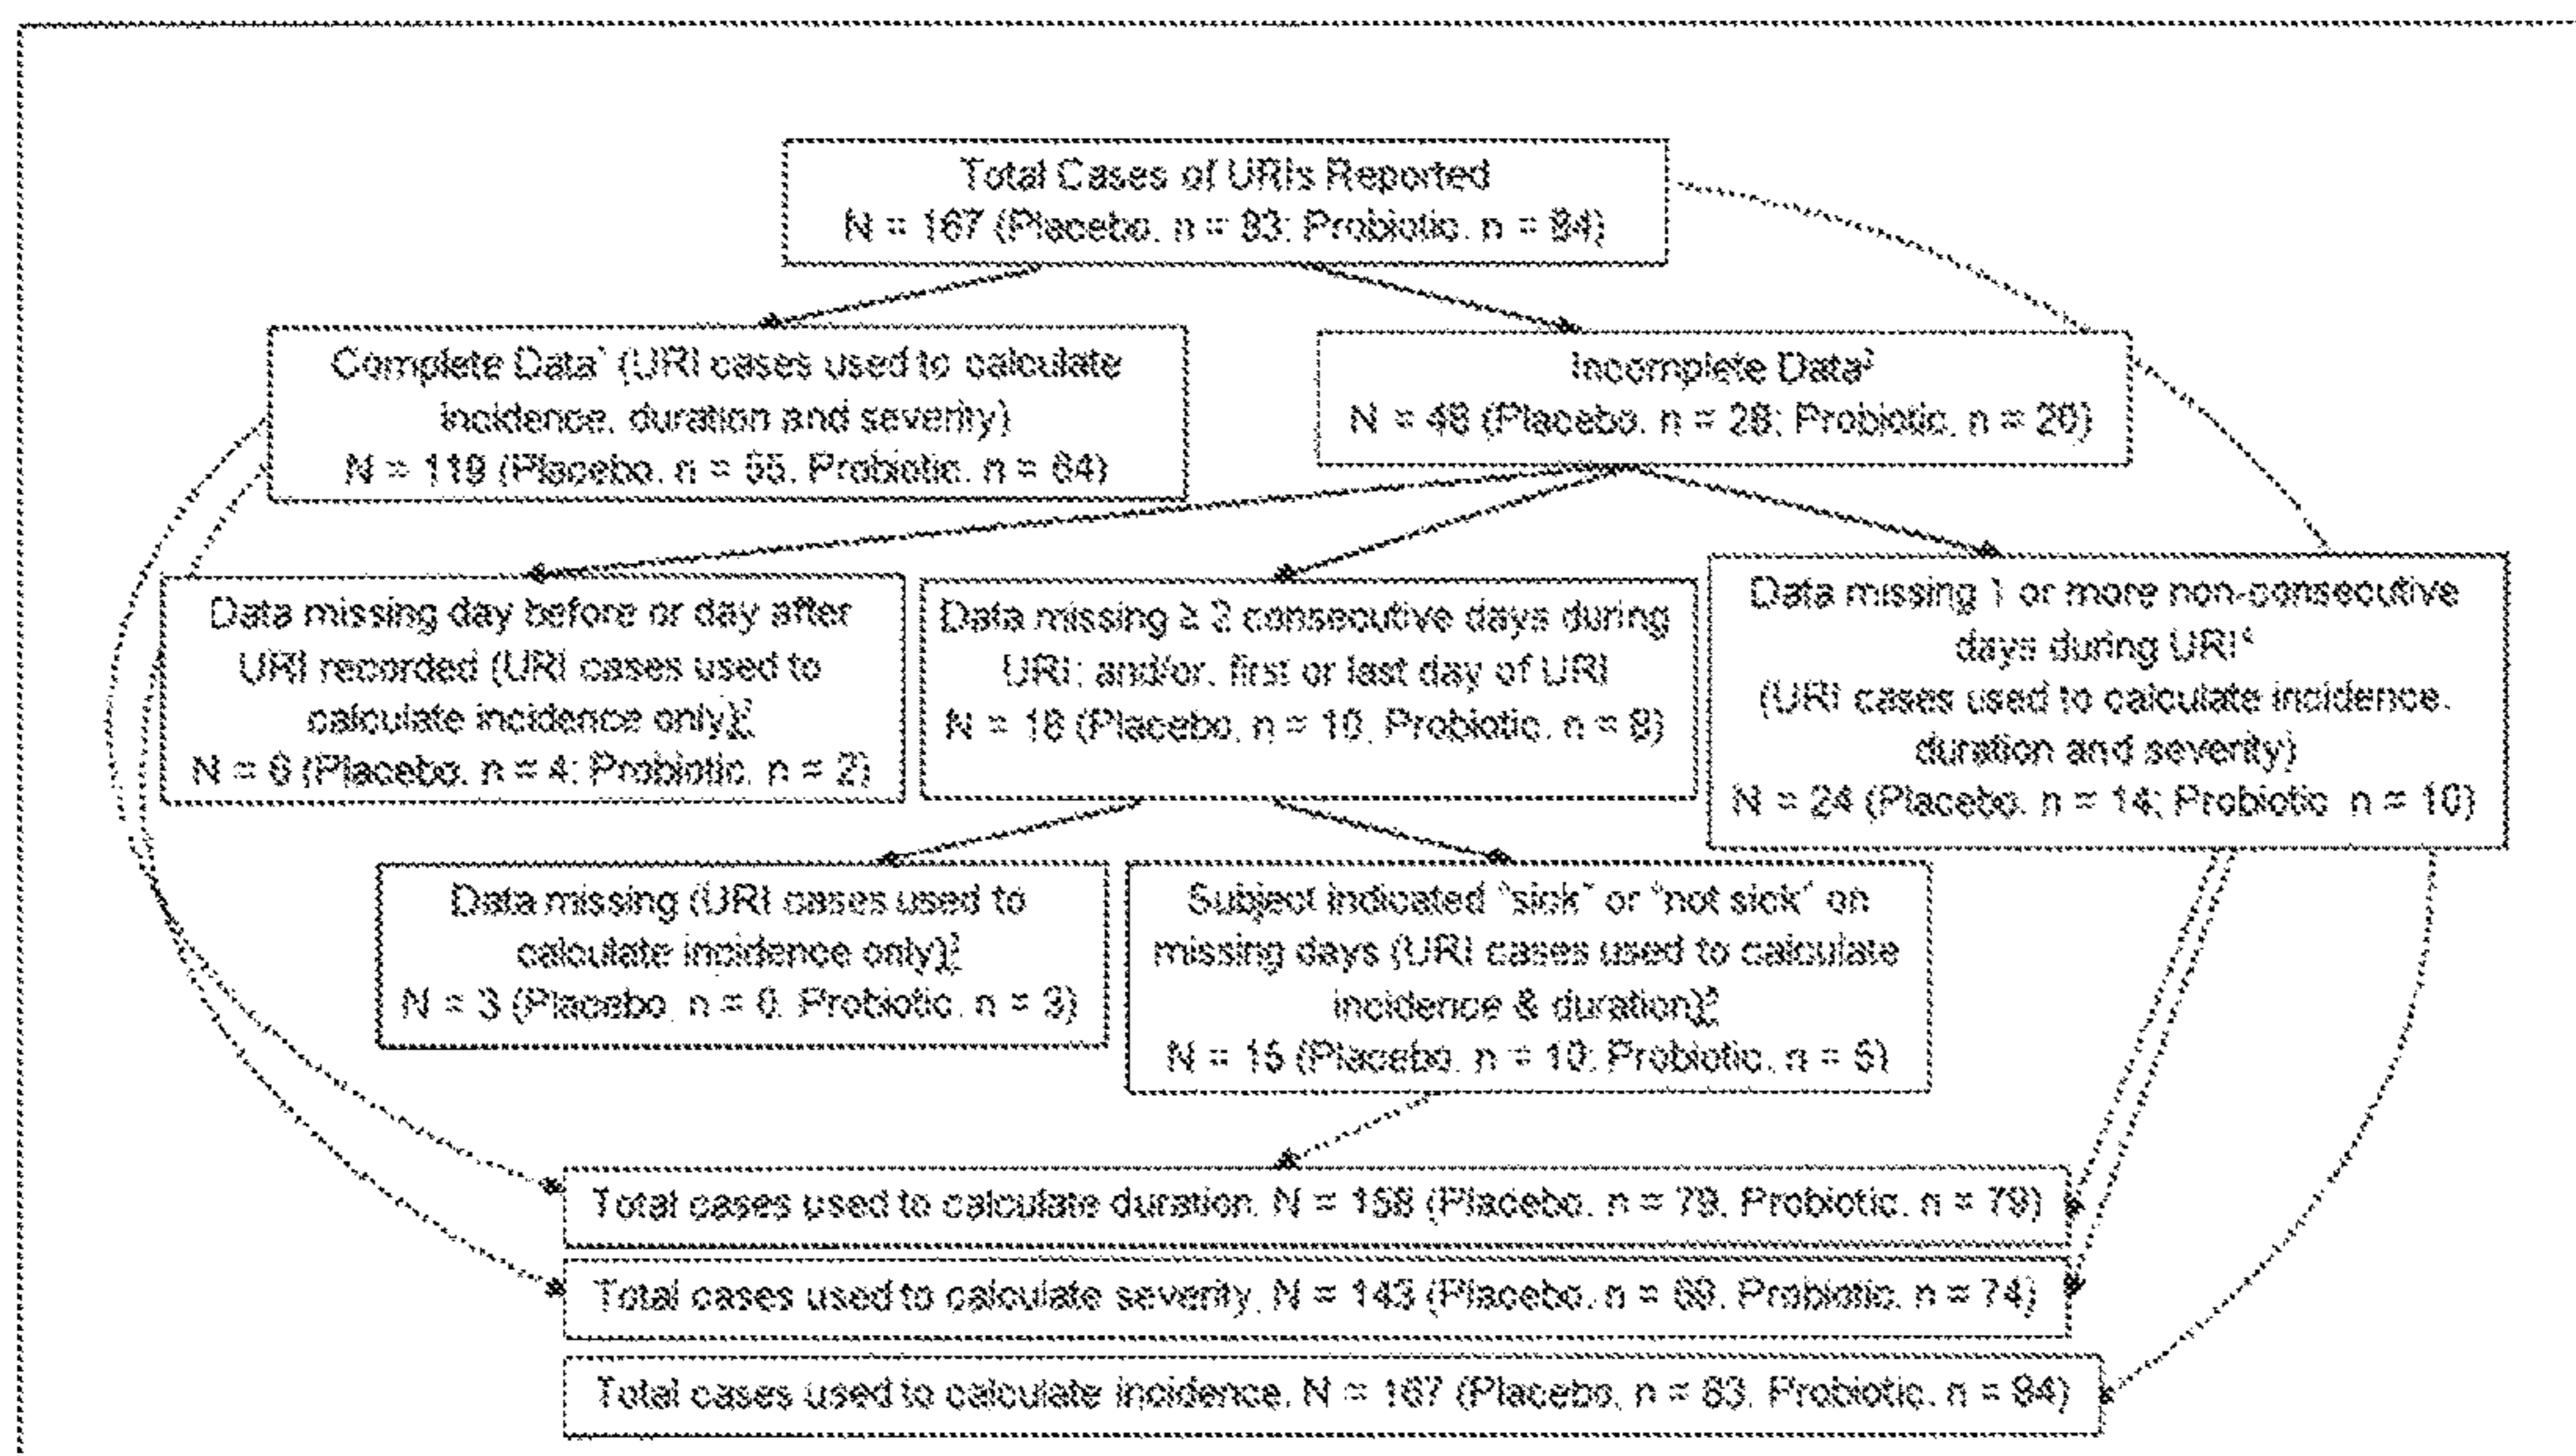 Total Cases of URIs Reported
N = 167 (Placebo. n = 83; Probiotic. n = 84)
Complete Data¹ (URI cases used to calculate
incidence, duration and severity)
N = 119 (Placebo. n = 55, Probiotic. n = 64)
Incomplete Data²
N = 48 (Placebo. n = 28; Probiotic. n = 20)
Data missing day before or day after
URI recorded (URI cases used to
calculate incidence only)
N = 6 (Placebo. n = 4; Probiotic. n = 2)
Data missing ≥ 2 consecutive days during
URI; and/or. first or last day of URI
N = 18 (Placebo, n = 10, Probiotic. n = 8)
Data missing 1 or more non-consecutive
days during URI⁴
(URI cases used to calculate incidence.
duration and severity)
N = 24 (Placebo. n = 14; Probiotic n = 10)
Data missing (URI cases used to
calculate incidence only)
N = 3 (Placebo n = 0. Probiotic. n = 3)
Subject indicated "sick" or "not sick" on
missing days (URI cases used to calculate
incidence & duration)
N = 15 (Placebo. n = 10; Probiotic. n = 5)
Total cases used to calculate duration. N = 158 (Placebo. n = 79, Probiotic. n = 79)
Total cases used to calculate severity. N = 143 (Placebo. n = 69. Probiotic. n = 74)
Total cases used to calculate incidence. N = 167 (Placebo, n = 83. Probiotic. n = 84)